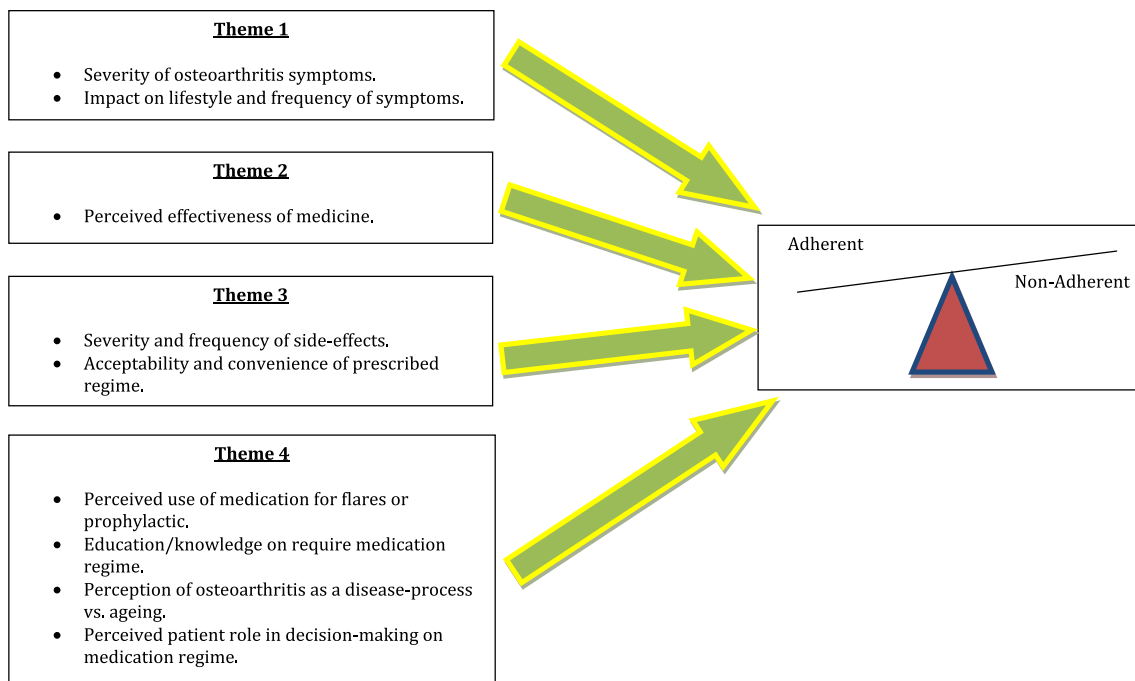 Theme 1
• Severity of osteoarthritis symptoms.
• Impact on lifestyle and frequency of symptoms.
Theme 2
• Perceived effectiveness of medicine.
Theme 3
• Severity and frequency of side-effects.
• Acceptability and convenience of prescribed
regime.
Theme 4
• Perceived use of medication for flares or
prophylactic.
• Education/knowledge on require medication
regime.
• Perception of osteoarthritis as a disease-process
vs. ageing.
• Perceived patient role in decision-making on
medication regime.
Adherent
Non-Adherent